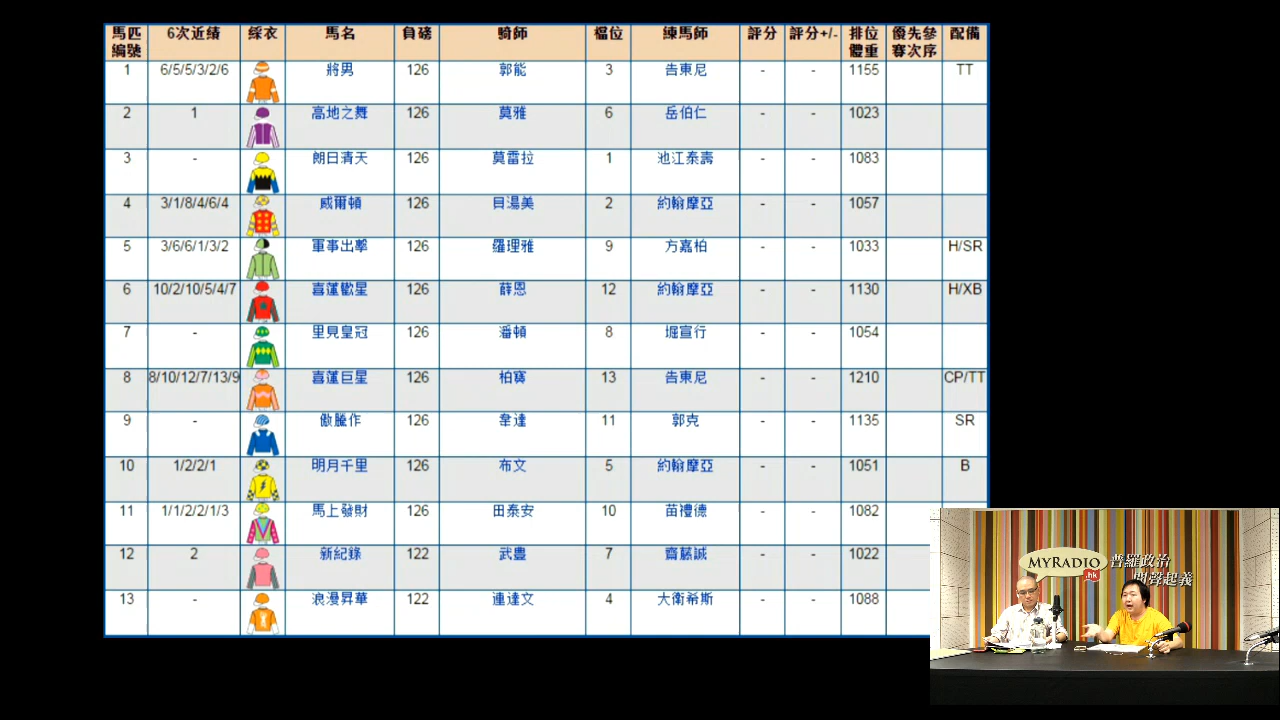 馬匹編號 6次近績 綵衣 馬名 負磅 騎師 檔位 練馬師 評分 評分+/- 排位體重 優先參賽次序 配備
1 6/5/5/3/2/6 將男 126 郭能 3 告東尼 - - 1155 TT
2 1 高地之舞 126 莫雅 6 岳伯仁 - - 1023
3 - 朗日清天 126 莫雷拉 1 池江泰壽 - - 1083
4 3/1/8/4/6/4 威爾頓 126 貝湯美 2 約翰摩亞 - - 1057
5 3/6/6/1/3/2 軍事出擊 126 羅理雅 9 方嘉柏 - - 1033 H/SR
6 10/2/10/5/4/7 喜蓮歡星 126 薛恩 12 約翰摩亞 - - 1130 H/XB
7 - 里見皇冠 126 潘頓 8 堀宣行 - - 1054
8 8/10/12/7/13/9 喜蓮巨星 126 柏寶 13 告東尼 - - 1210 CP/TT
9 - 傲騰作 126 韋達 11 郭克 - - 1135 SR
10 1/2/2/1 明月千里 126 布文 5 約翰摩亞 - - 1051 B
11 1/1/2/2/1/3 馬上發財 126 田泰安 10 苗禮德 - - 1082
12 2 新紀錄 122 武豊 7 齋藤誠 - - 1022
13 - 浪漫昇華 122 連達文 4 大衛希斯 - - 1088
MYRADIO
.hk
普羅政治
開聲起義